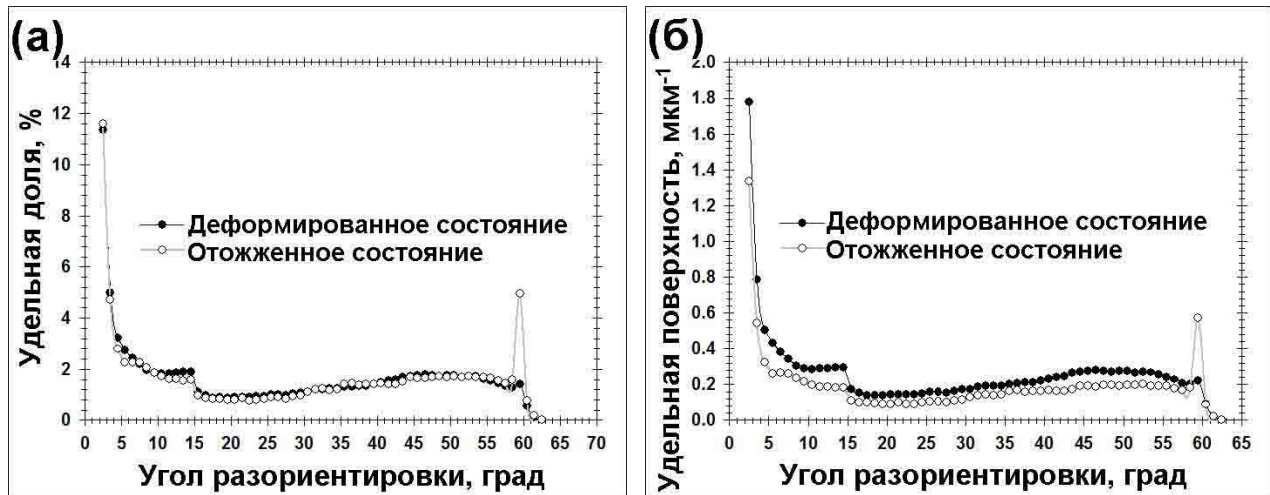 (а)
Удельная доля, %
14
12
10
8
6
4
2
0
Деформированное состояние
Отожженное состояние
0 5 10 15 20 25 30 35 40 45 50 55 60 65 70
Угол разориентировки, град
(б)
Удельная поверхность, мкм⁻¹
2.0
1.8
1.6
1.4
1.2
1.0
0.8
0.6
0.4
0.2
0.0
Деформированное состояние
Отожженное состояние
0 5 10 15 20 25 30 35 40 45 50 55 60 65
Угол разориентировки, град